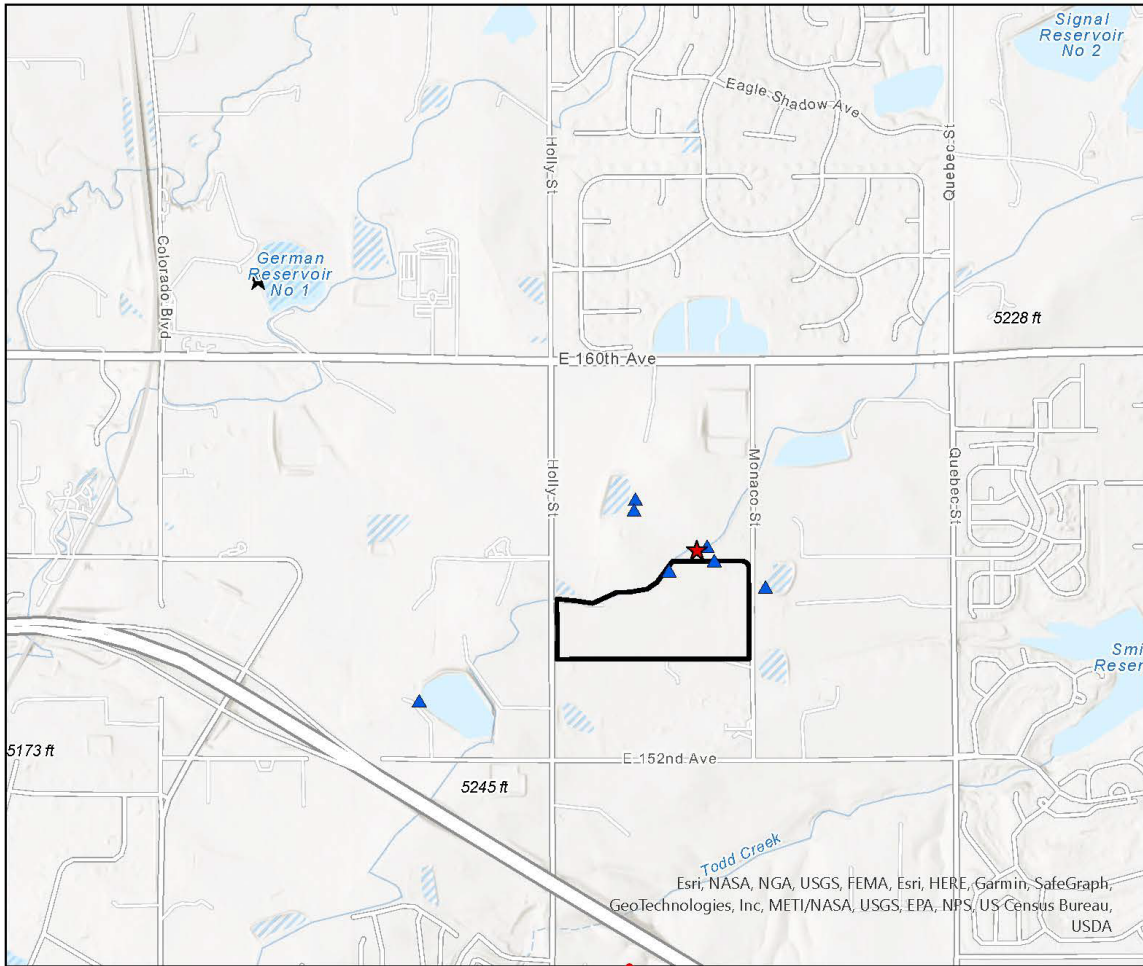 Signal
Reservoir
No 2
Eagle Shadow Ave
Quebec St
Holly St
Colorado Blvd
German
Reservoir
No 1
5228 ft
E 160th Ave
Holly St
Monaco St
Quebec St
Smi
Reser
5173 ft
E 152nd Ave
5245 ft
Todd Creek
Esri, NASA, NGA, USGS, FEMA, Esri, HERE, Garmin, SafeGraph,
GeoTechnologies, Inc, METI/NASA, USGS, EPA, NPS, US Census Bureau,
USDA